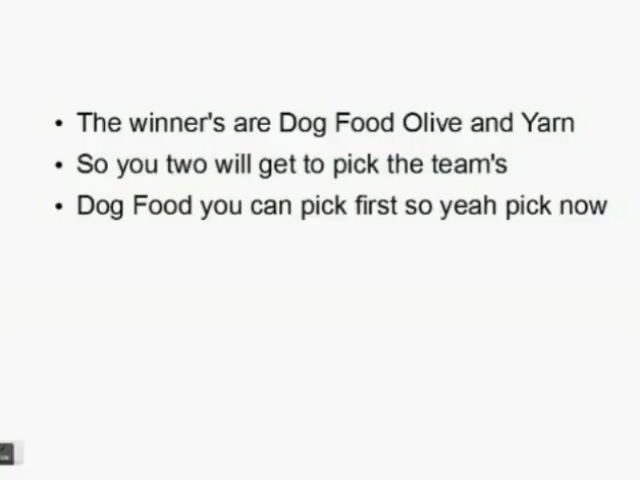 • The winner's are Dog Food Olive and Yarn
• So you two will get to pick the team's
• Dog Food you can pick first so yeah pick now